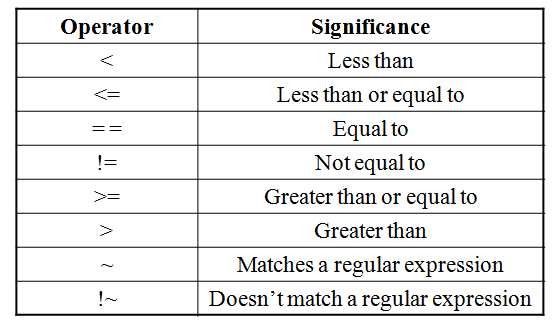 Operator Significance
< Less than
<= Less than or equal to
== Equal to
!= Not equal to
>= Greater than or equal to
> Greater than
~ Matches a regular expression
!~ Doesn’t match a regular expression